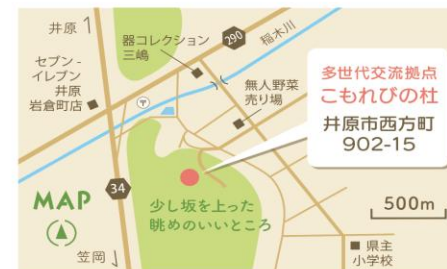 井原
器コレクション
三嶋
290
稲木川
セブン-
イレブン
井原
岩倉町店
〒
無人野菜
売り場
多世代交流拠点
こもれびの杜
井原市西方町
902-15
34
MAP
少し坂を上った
眺めのいいところ
500m
笠岡
県主
小学校